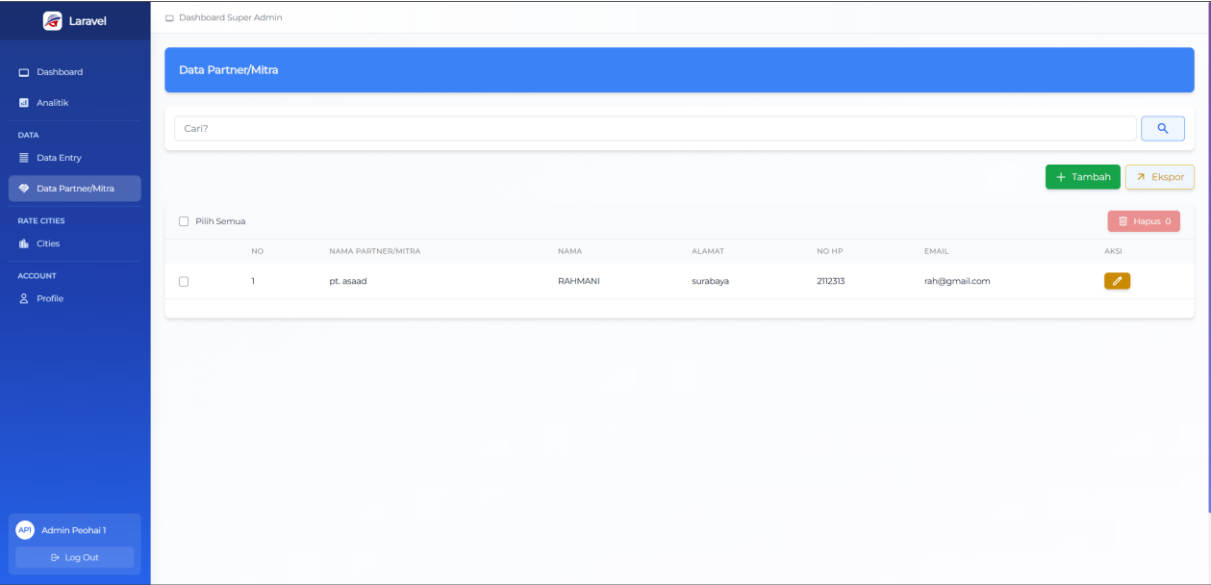 Laravel
Dashboard Super Admin
Dashboard
Analitik
DATA
Data Entry
Data Partner/Mitra
RATE CITIES
Cities
ACCOUNT
Profile
AP1
Admin Peohai 1
Log Out
Data Partner/Mitra
Cari?
+ Tambah
Ekspor
Pilih Semua
Hapus 0
NO NAMA PARTNER/MITRA NAMA ALAMAT NO HP EMAIL AKSI
1 pt. asaad RAHMANI surabaya 2112313 rah@gmail.com